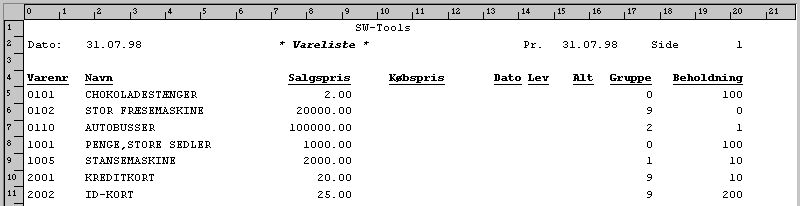 0 1 2 3 4 5 6 7 8 9 10 11 12 13 14 15 16 17 18 19 20 21
1 SW-Tools
2 Dato: 31.07.98 * Vareliste * Pr. 31.07.98 Side 1
3
4 Varenr Navn Salgspris Købspris Dato Lev Alt Gruppe Beholdning
5 0101 CHOKOLADESTÆNGER 2.00 0 100
6 0102 STOR FRÆSEMASKINE 20000.00 9 0
7 0110 AUTOBUSSER 100000.00 2 1
8 1001 PENGE,STORE SEDLER 1000.00 0 100
9 1005 STANSEMASKINE 2000.00 1 10
10 2001 KREDITKORT 20.00 9 10
11 2002 ID-KORT 25.00 9 200